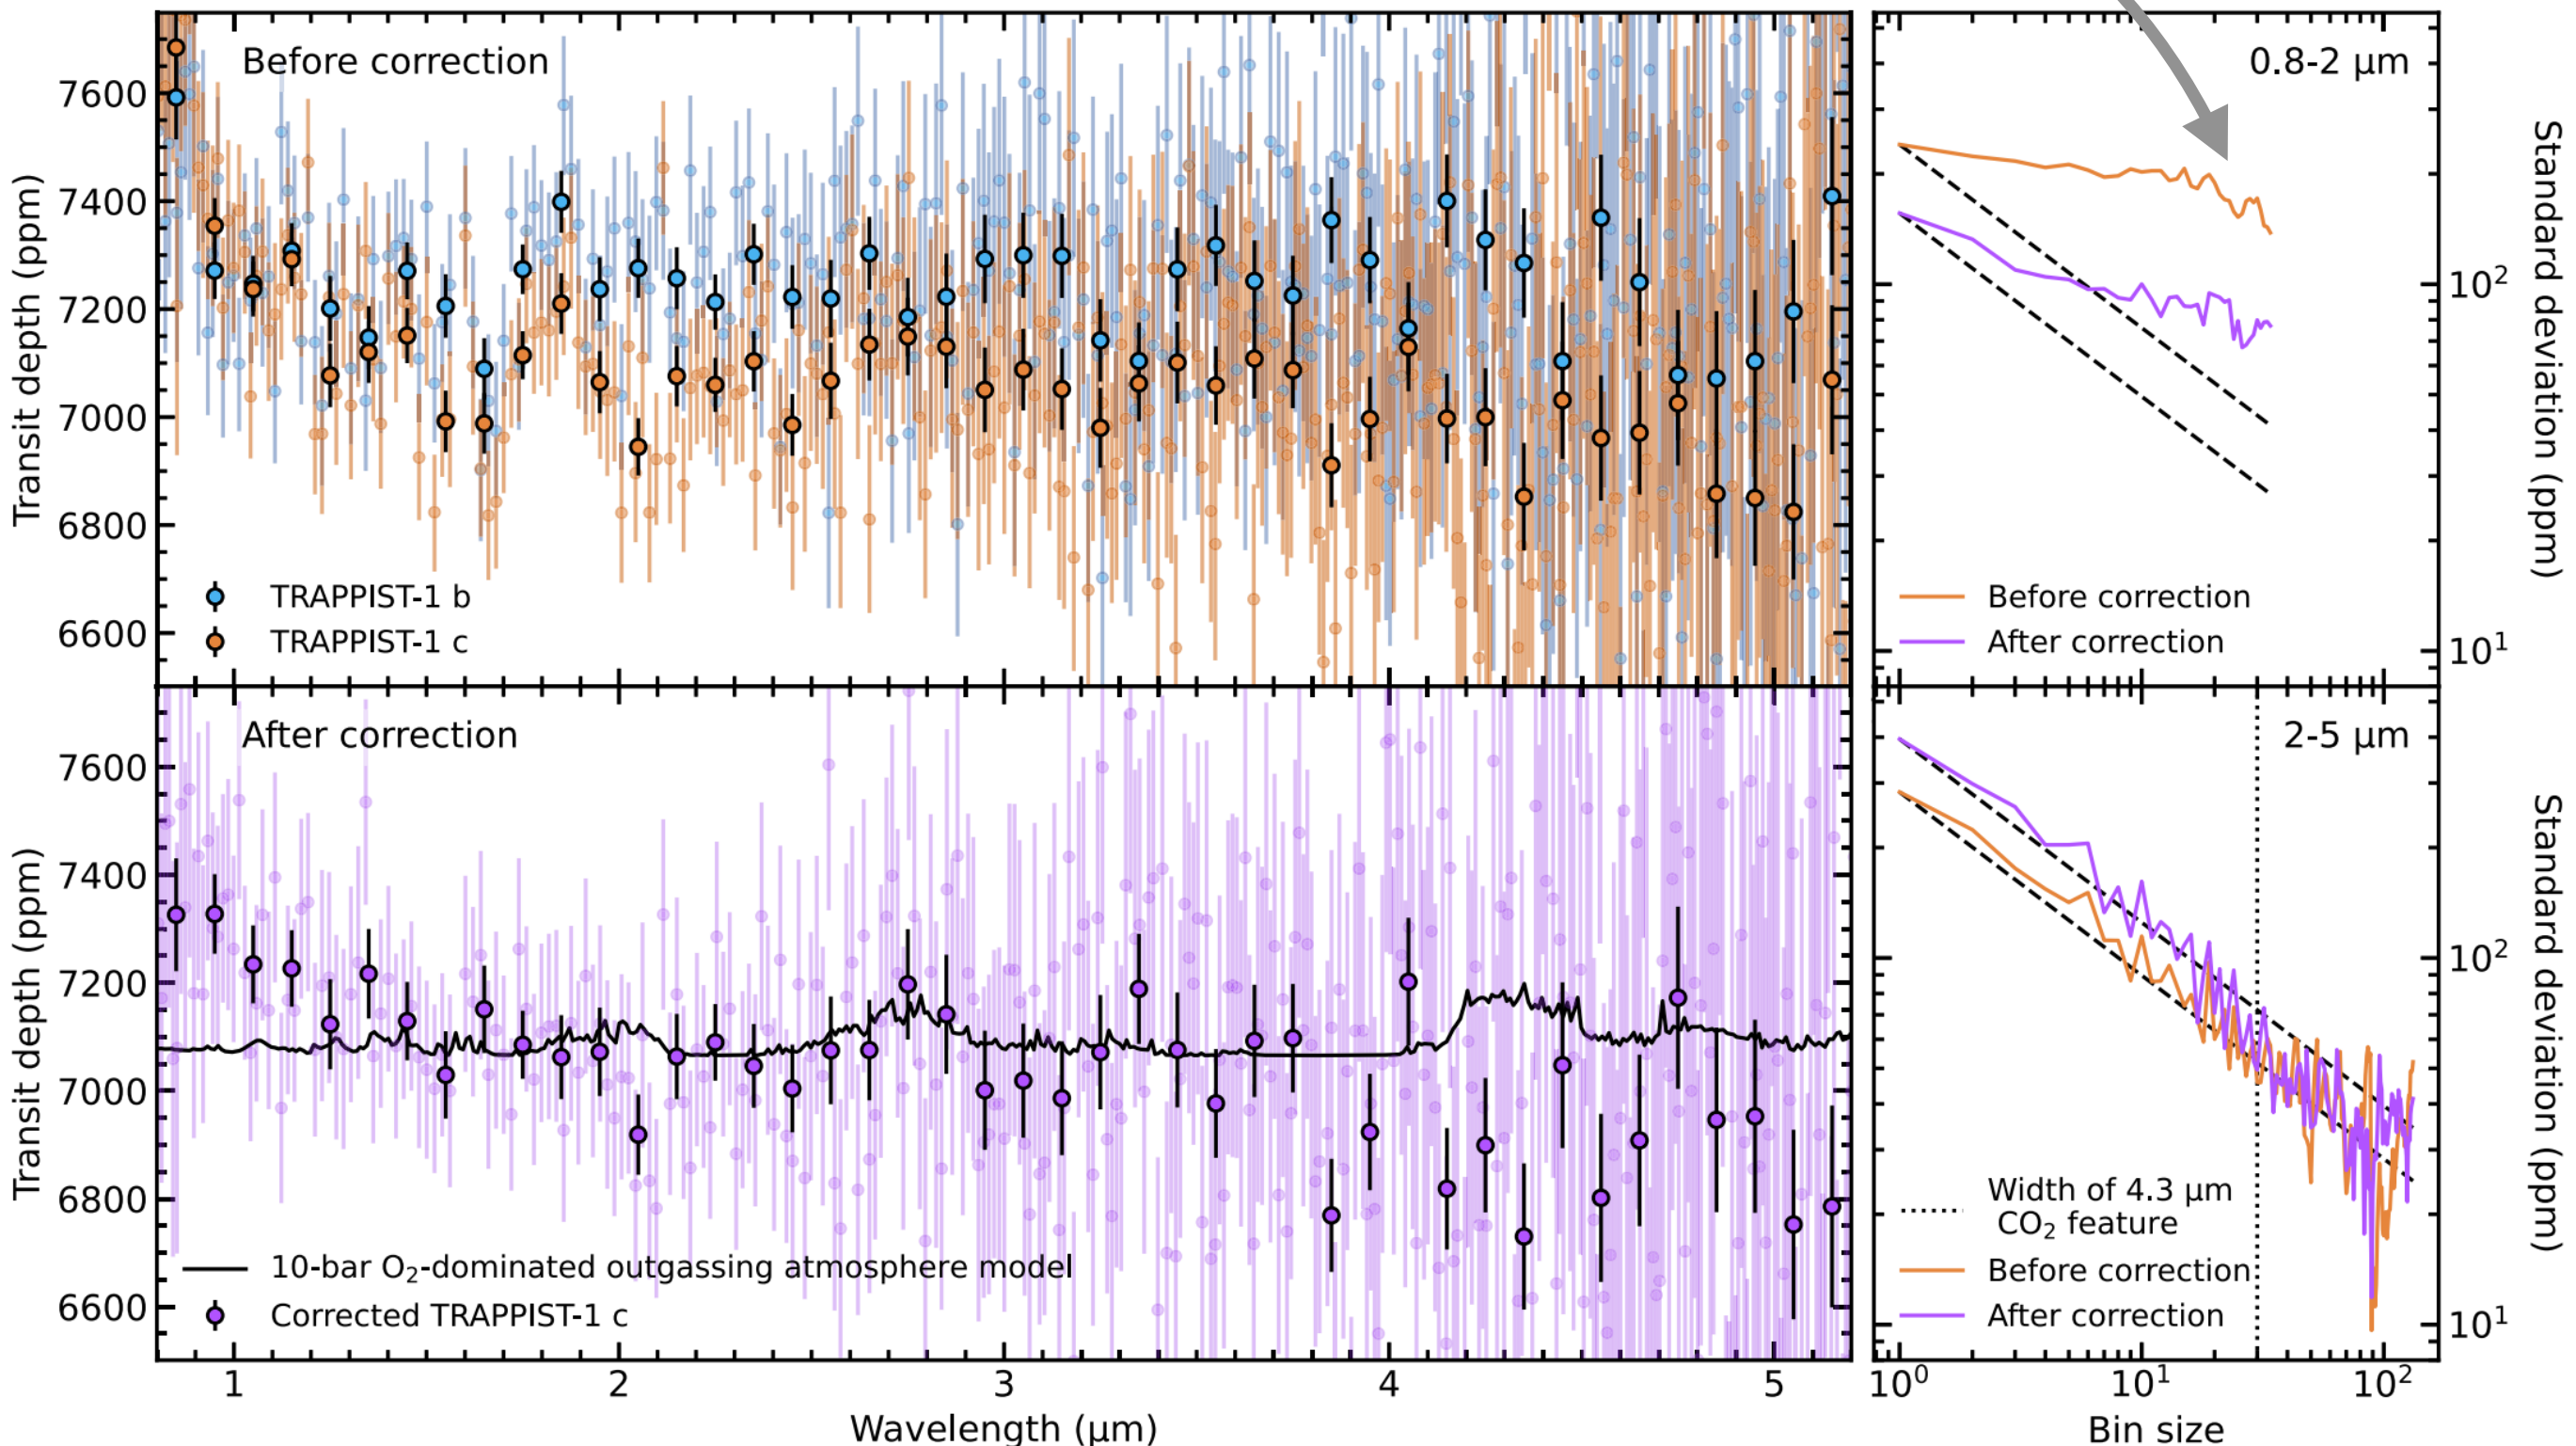 Before correction
Transit depth (ppm)
7600
7400
7200
7000
6800
6600
TRAPPIST-1 b
TRAPPIST-1 c
0.8-2 µm
Before correction
After correction
10²
10¹
Standard deviation (ppm)
After correction
Transit depth (ppm)
7600
7400
7200
7000
6800
6600
10-bar O₂-dominated outgassing atmosphere model
Corrected TRAPPIST-1 c
1 2 3 4 5
Wavelength (µm)
2-5 µm
Width of 4.3 µm
CO₂ feature
Before correction
After correction
10²
10¹
Standard deviation (ppm)
10⁰ 10¹ 10²
Bin size